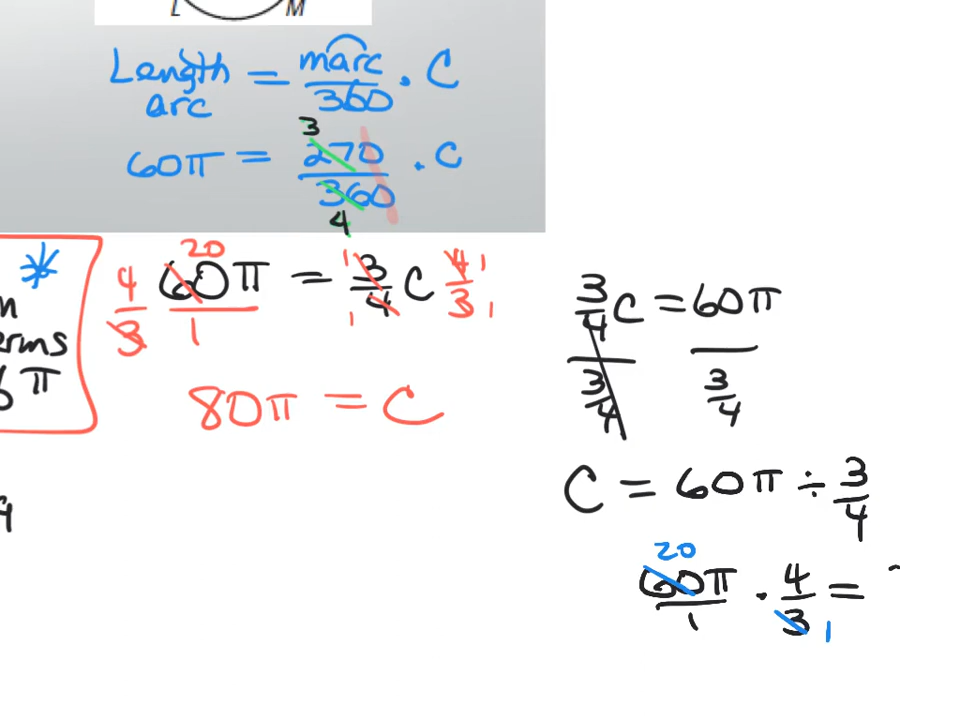 L M
Length arc = marc/360 · C
3
60π = 270/360 · C
4
*
20
4/3 60π/1 = 3/4 C 4/3
1 1 1 1
erms
6π
80π = C
3/4 C = 60π
3/4 3/4
C = 60π ÷ 3/4
20
60π/1 · 4/3 =
1